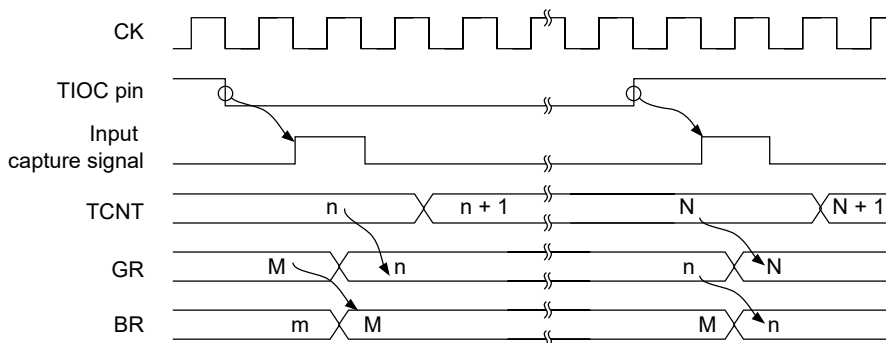 CK
TIOC pin
Input
capture signal
TCNT
n
n + 1
N
N + 1
GR
M
n
n
N
BR
m
M
M
n